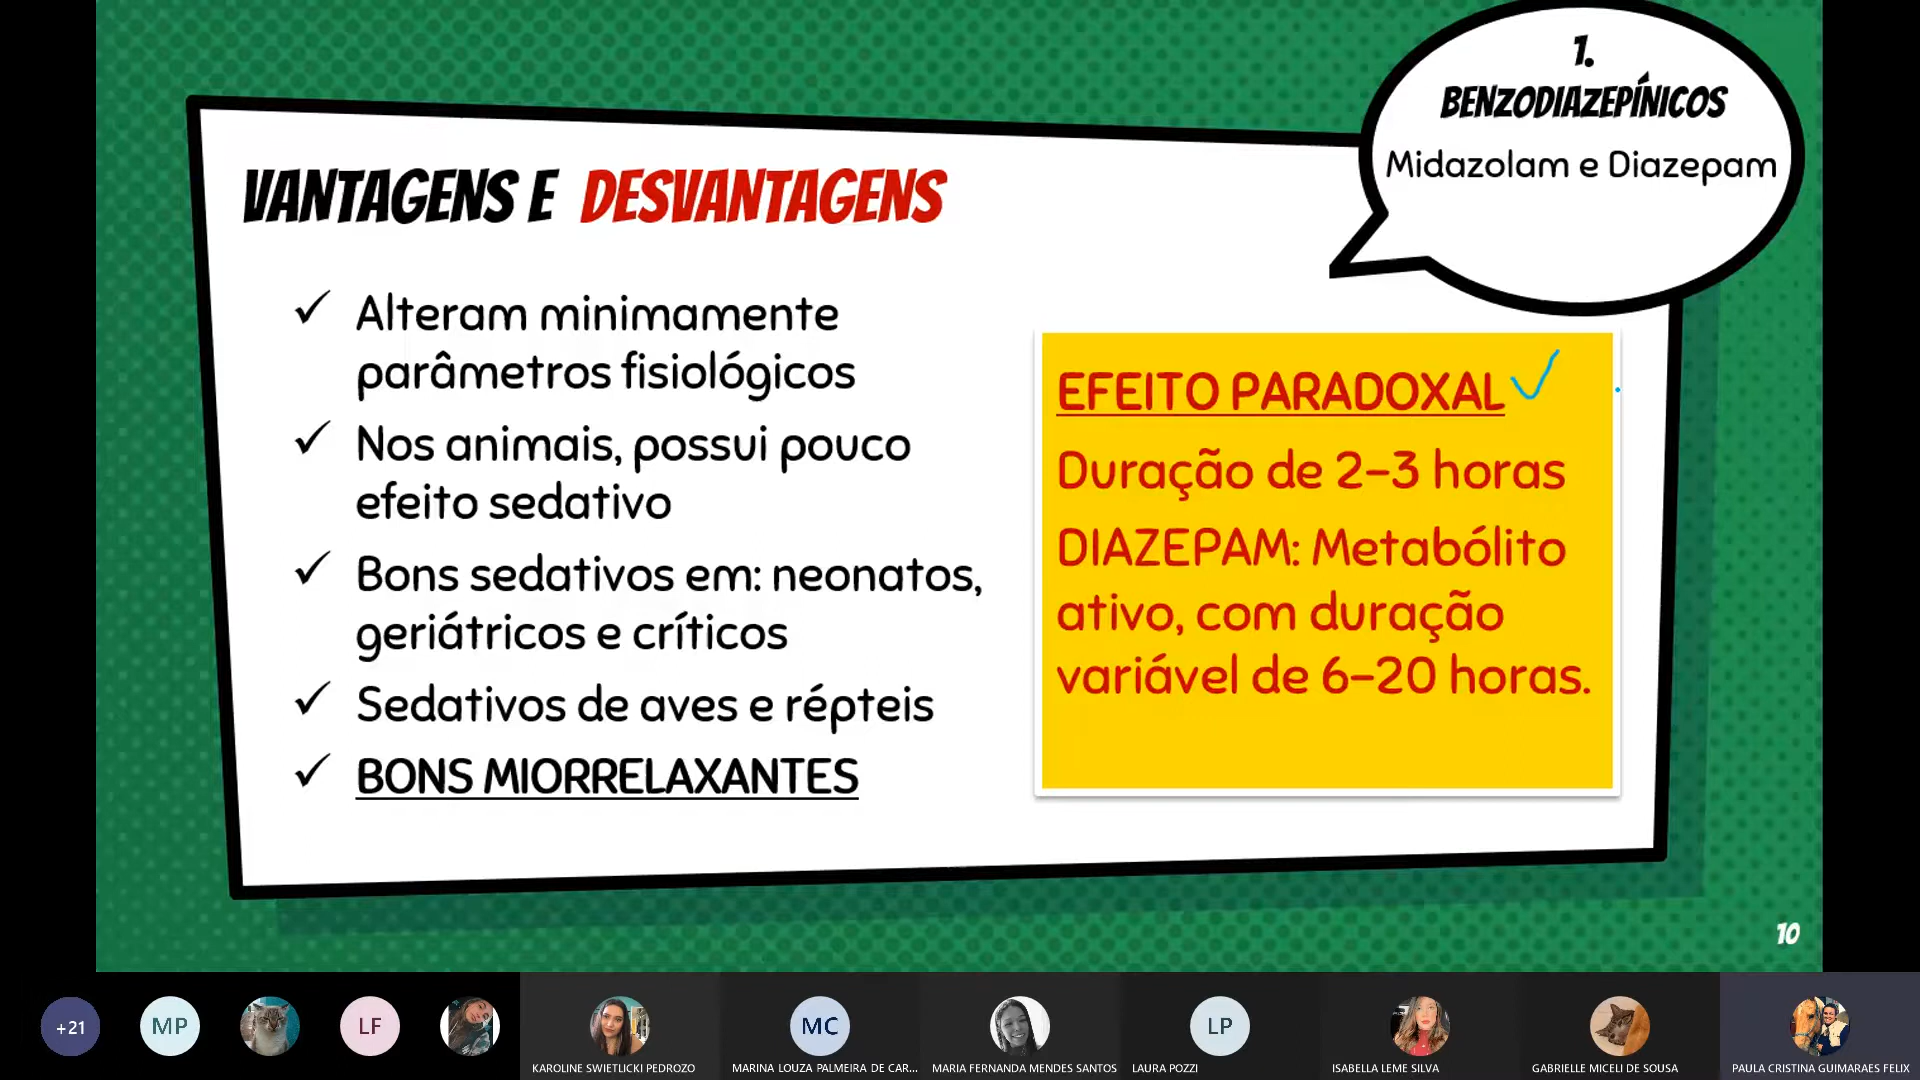 1.
BENZODIAZEPÍNICOS
Midazolam e Diazepam
VANTAGENS E DESVANTAGENS
✓ Alteram minimamente
parâmetros fisiológicos
✓ Nos animais, possui pouco
efeito sedativo
✓ Bons sedativos em: neonatos,
geriátricos e críticos
✓ Sedativos de aves e répteis
✓ BONS MIORRELAXANTES
EFEITO PARADOXAL
Duração de 2-3 horas
DIAZEPAM: Metabólito
ativo, com duração
variável de 6-20 horas.
10
+21
MP
LF
MC
LP
KAROLINE SWIETLICKI PEDROZO
MARINA LOUZA PALMEIRA DE CAR...
MARIA FERNANDA MENDES SANTOS
LAURA POZZI
ISABELLA LEME SILVA
GABRIELLE MICELI DE SOUSA
PAULA CRISTINA GUIMARAES FELIX